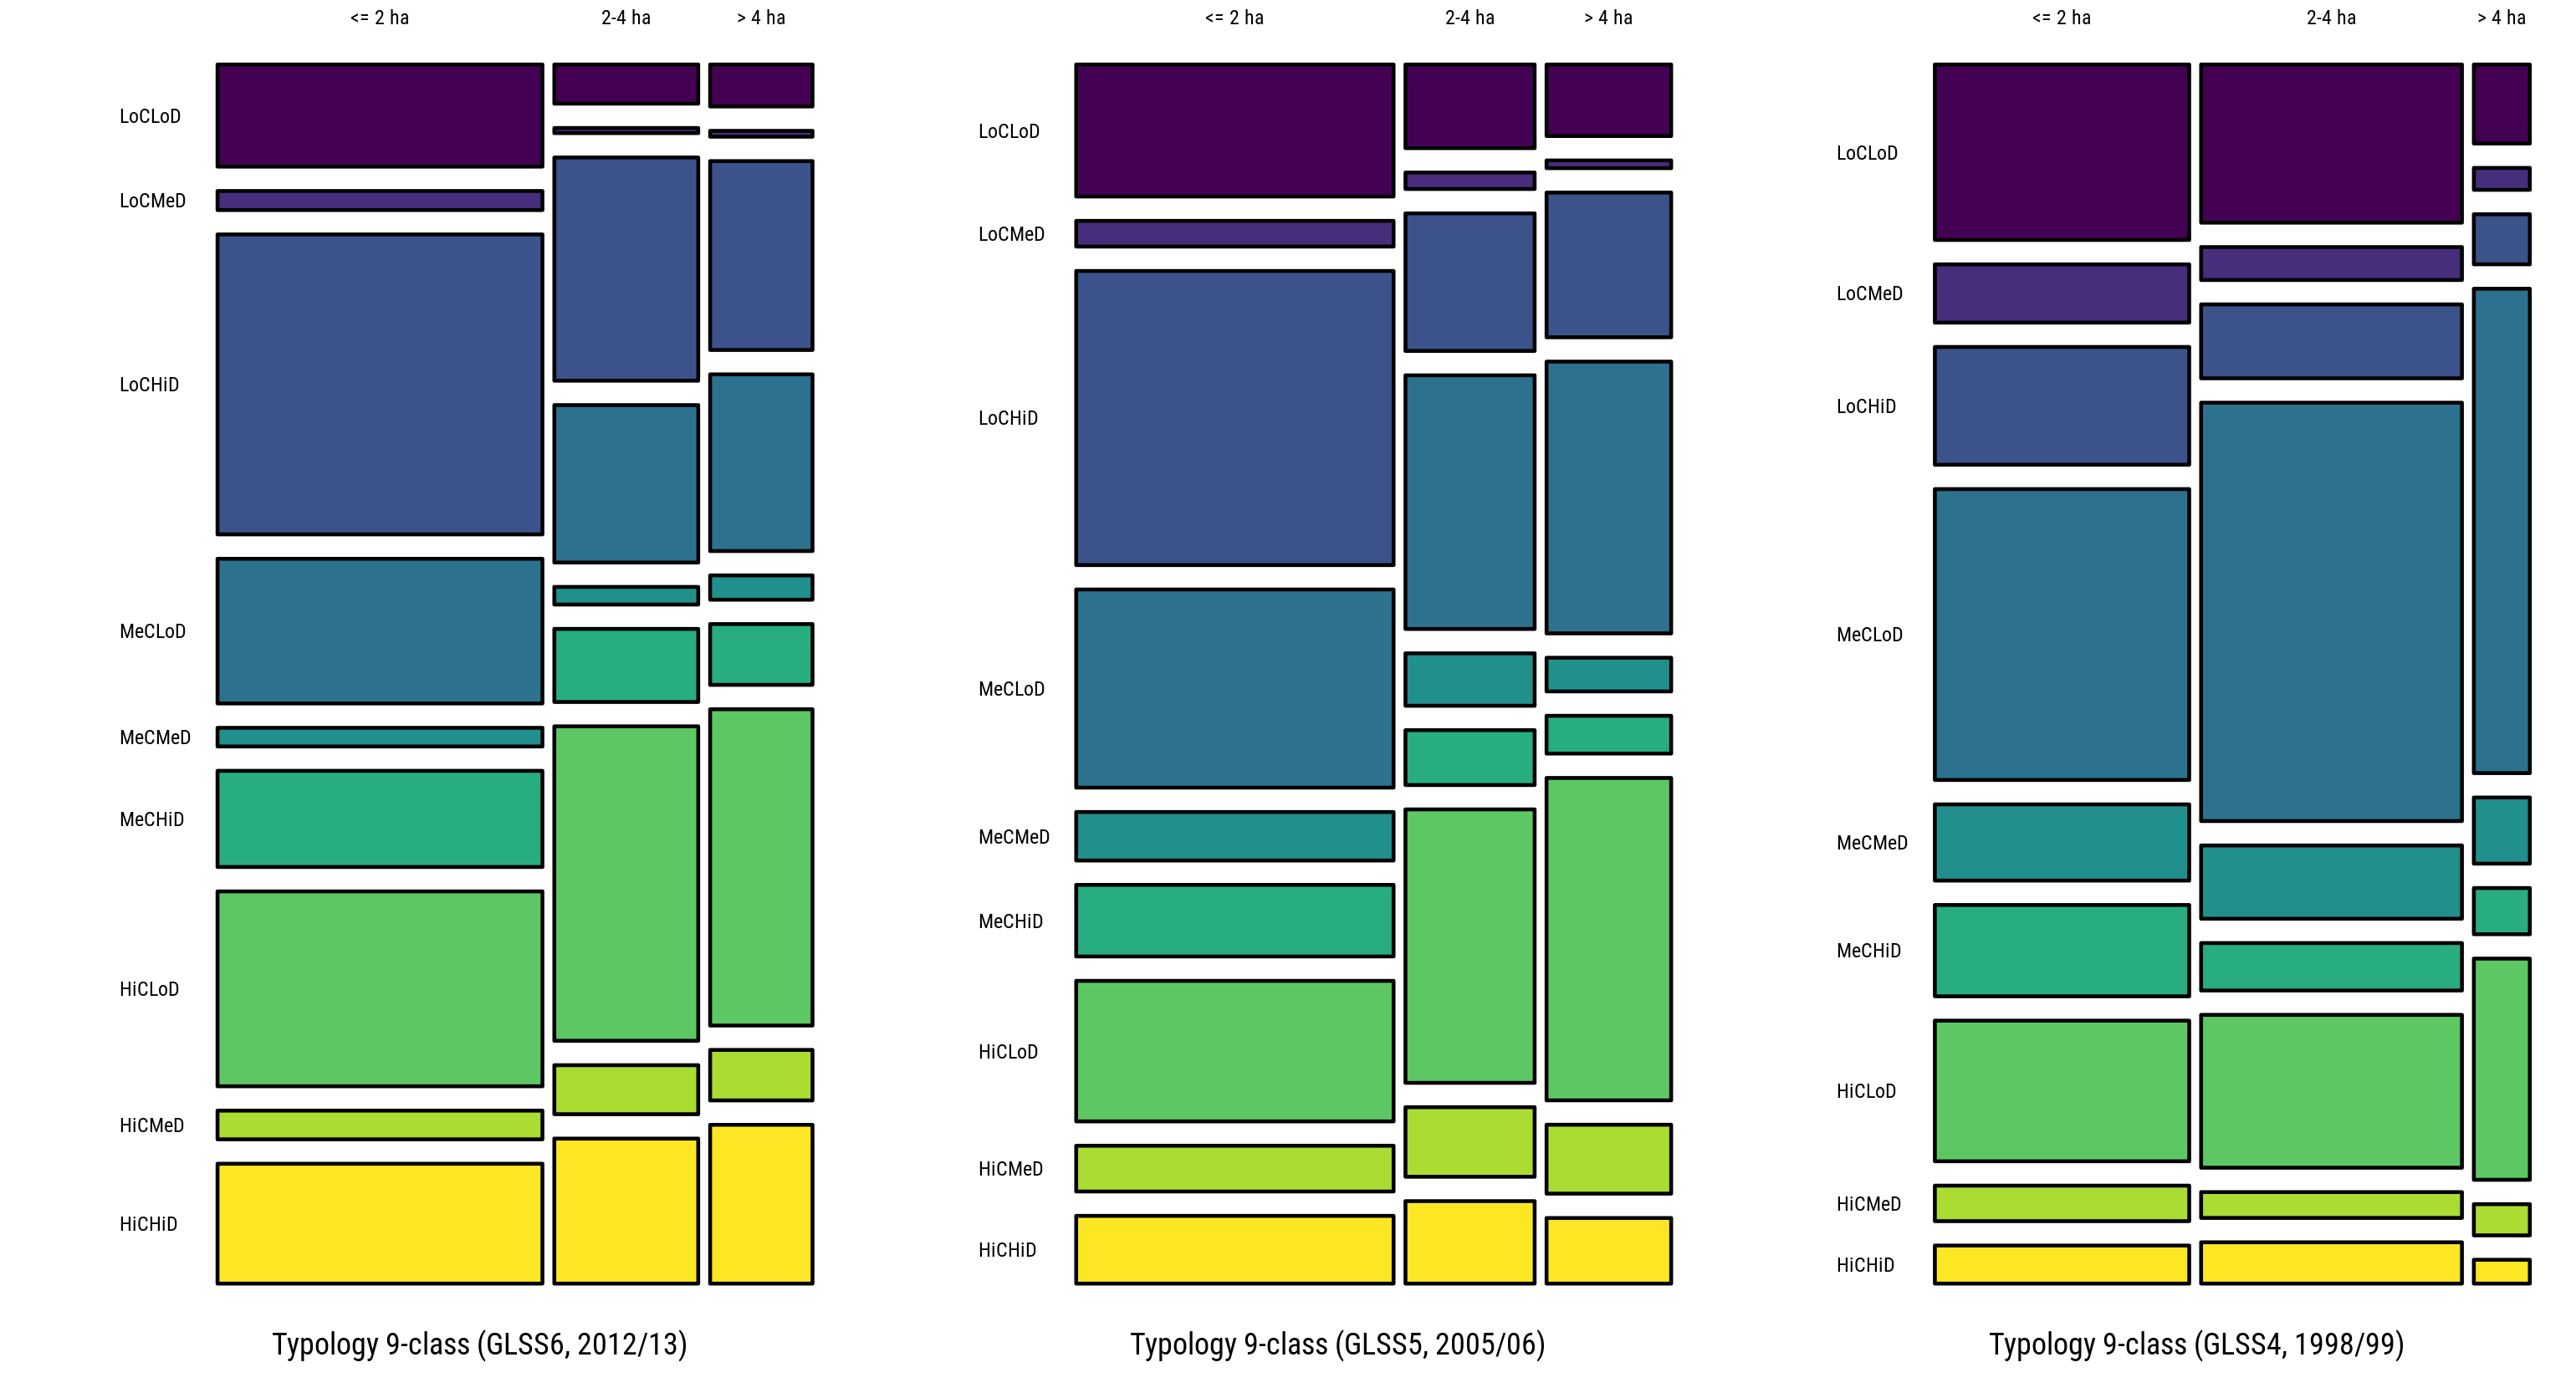 <= 2 ha
2-4 ha
> 4 ha
LoCLoD
LoCMeD
LoCHiD
MeCLoD
MeCMeD
MeCHiD
HiCLoD
HiCMeD
HiCHiD
Typology 9-class (GLSS6, 2012/13)
<= 2 ha
2-4 ha
> 4 ha
LoCLoD
LoCMeD
LoCHiD
MeCLoD
MeCMeD
MeCHiD
HiCLoD
HiCMeD
HiCHiD
Typology 9-class (GLSS5, 2005/06)
<= 2 ha
2-4 ha
> 4 ha
LoCLoD
LoCMeD
LoCHiD
MeCLoD
MeCMeD
MeCHiD
HiCLoD
HiCMeD
HiCHiD
Typology 9-class (GLSS4, 1998/99)